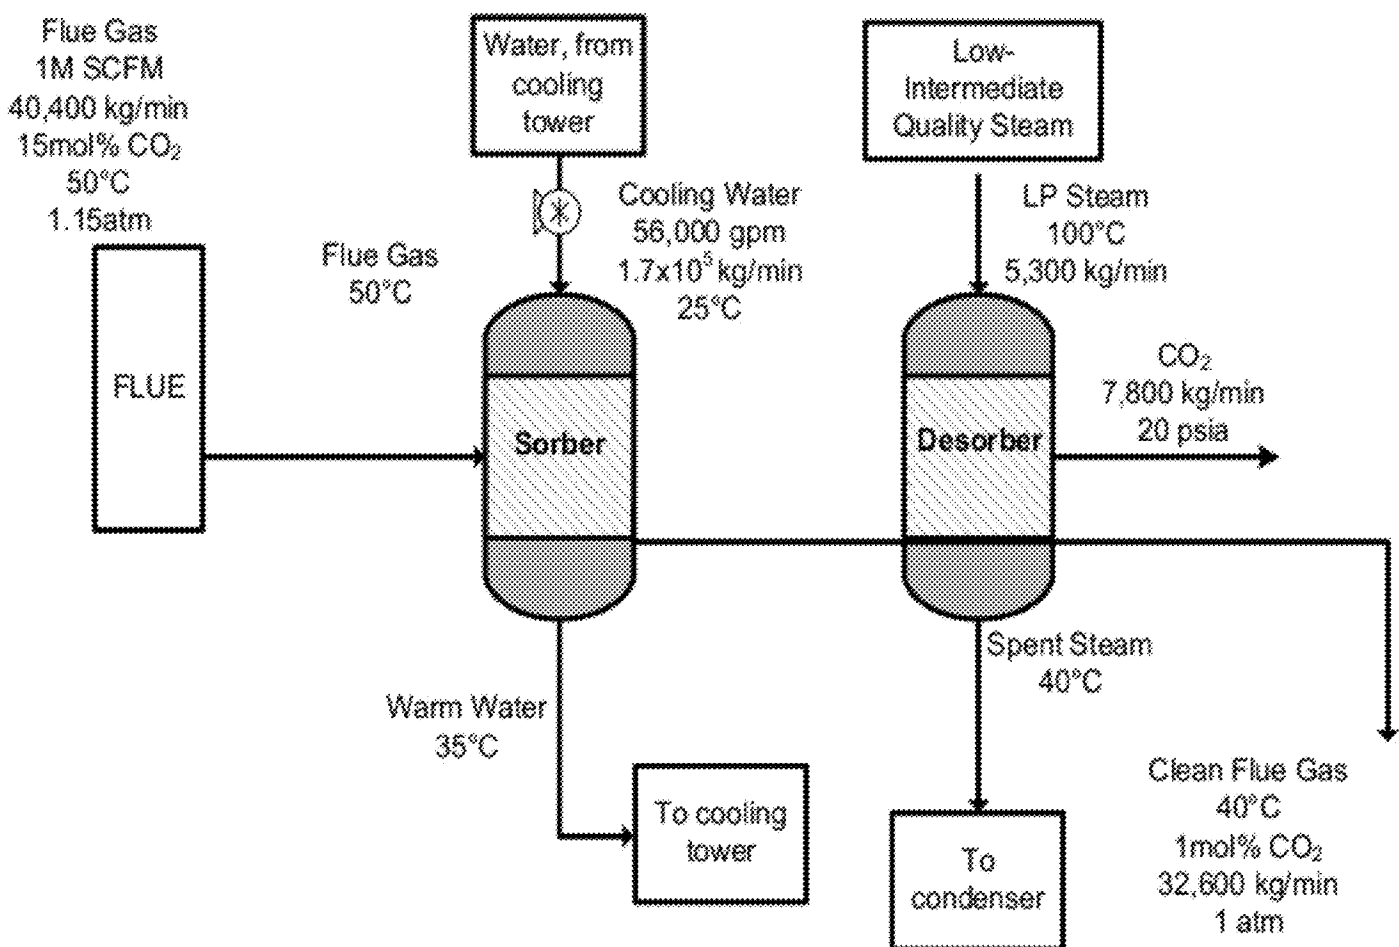 Flue Gas
1M SCFM
40,400 kg/min
15mol% CO₂
50°C
1.15atm
FLUE
Flue Gas
50°C
Water, from
cooling
tower
Cooling Water
56,000 gpm
1.7x10⁵ kg/min
25°C
Sorber
Warm Water
35°C
To cooling
tower
Low-
Intermediate
Quality Steam
LP Steam
100°C
5,300 kg/min
Desorber
CO₂
7,800 kg/min
20 psia
Spent Steam
40°C
To
condenser
Clean Flue Gas
40°C
1mol% CO₂
32,600 kg/min
1 atm